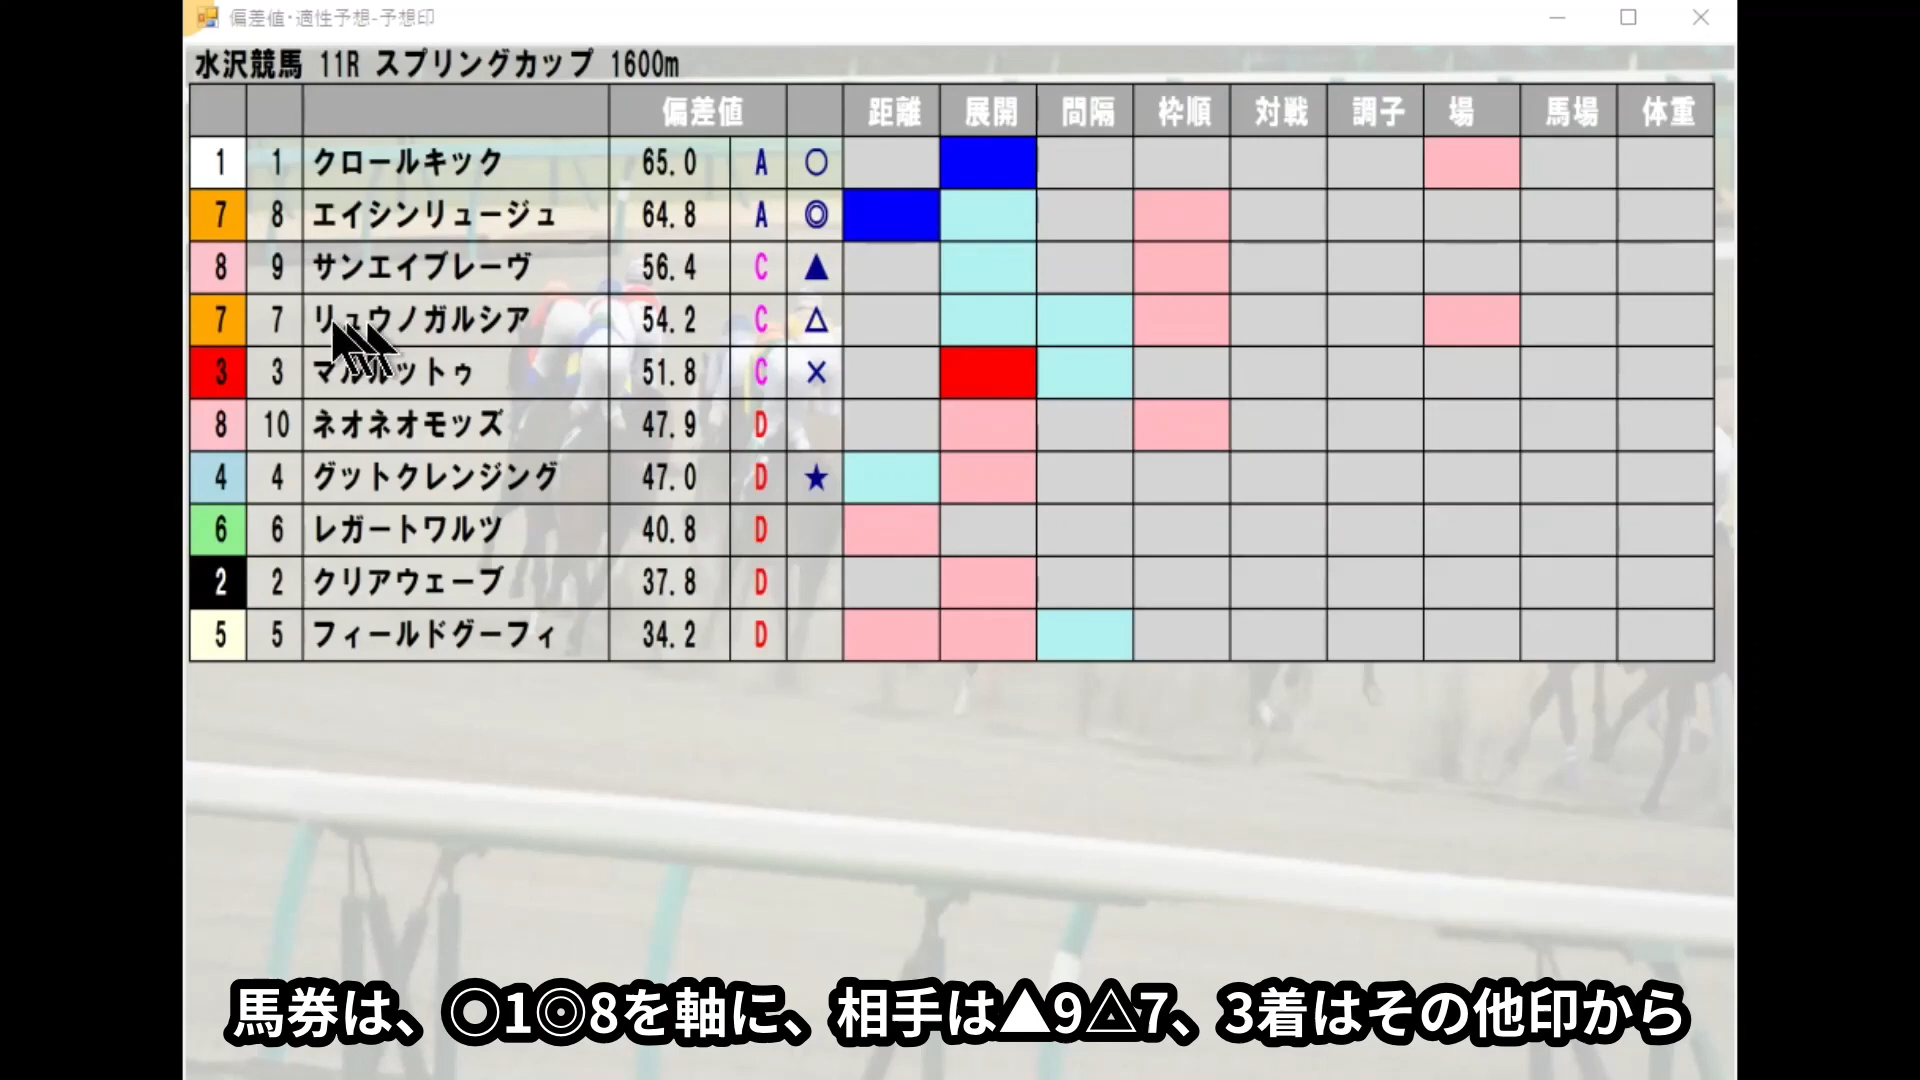 偏差値・適性予想-予想印
水沢競馬 11R スプリングカップ 1600m
偏差値 距離 展開 間隔 枠順 対戦 調子 場 馬場 体重
1 1 クロールキック 65.0 A ○
7 8 エイシンリュージュ 64.8 A ◎
8 9 サンエイブレーヴ 56.4 C ▲
7 7 リュウノガルシア 54.2 C △
3 3 マルルットゥ 51.8 C ×
8 10 ネオネオモッズ 47.9 D
4 4 グットクレンジング 47.0 D ★
6 6 レガートワルツ 40.8 D
2 2 クリアウェーブ 37.8 D
5 5 フィールドグーフィ 34.2 D
馬券は、○1◎8を軸に、相手は▲9△7、3着はその他印から